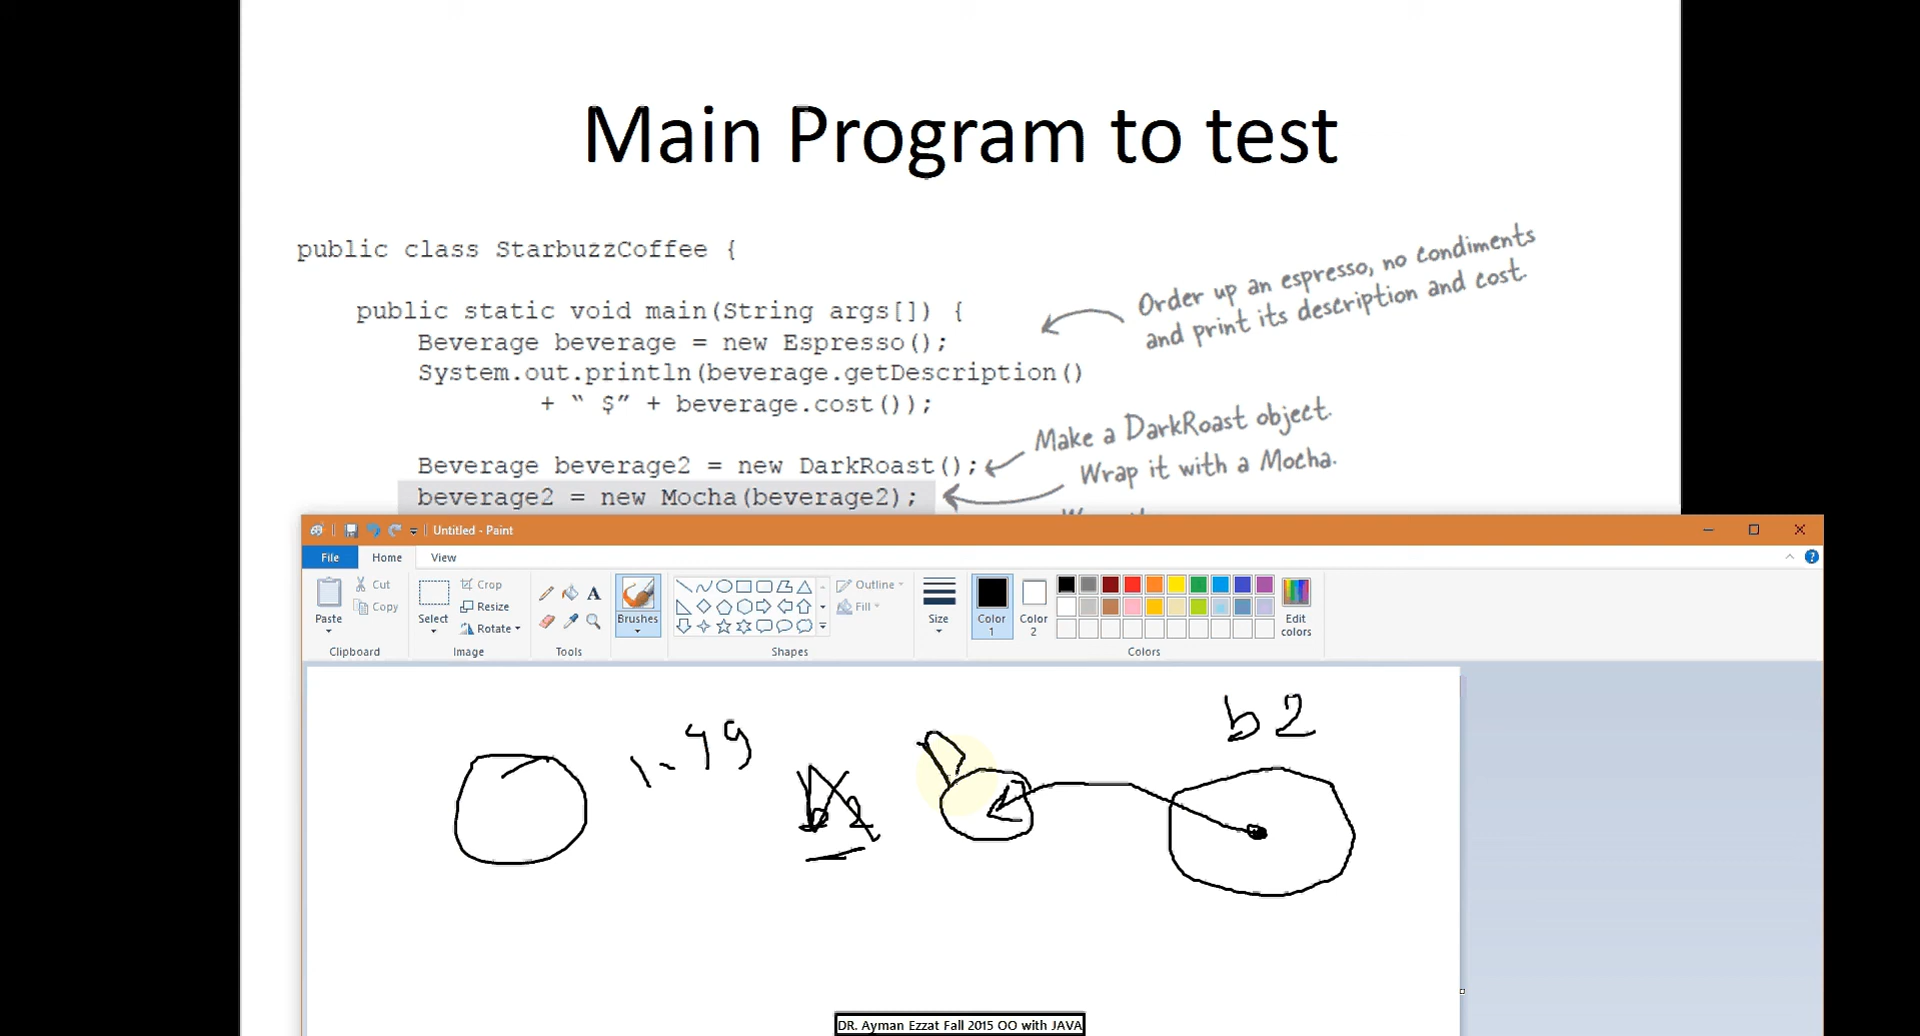 Main Program to test
public class StarbuzzCoffee {
Order up an espresso, no condiments
and print its description and cost.
public static void main(String args[]) {
Beverage beverage = new Espresso();
System.out.println(beverage.getDescription()
+ “ $” + beverage.cost());
Make a DarkRoast object.
Beverage beverage2 = new DarkRoast();
Wrap it with a Mocha.
beverage2 = new Mocha(beverage2);
Untitled - Paint
File Home View
Paste
Cut
Copy
Clipboard
Select
Crop
Resize
Rotate
Image
A
Tools
Brushes
Outline
Fill
Shapes
Size
Color 1
Color 2
Edit colors
Colors
b2
1.99
b2
DR. Ayman Ezzat Fall 2015 OO with JAVA